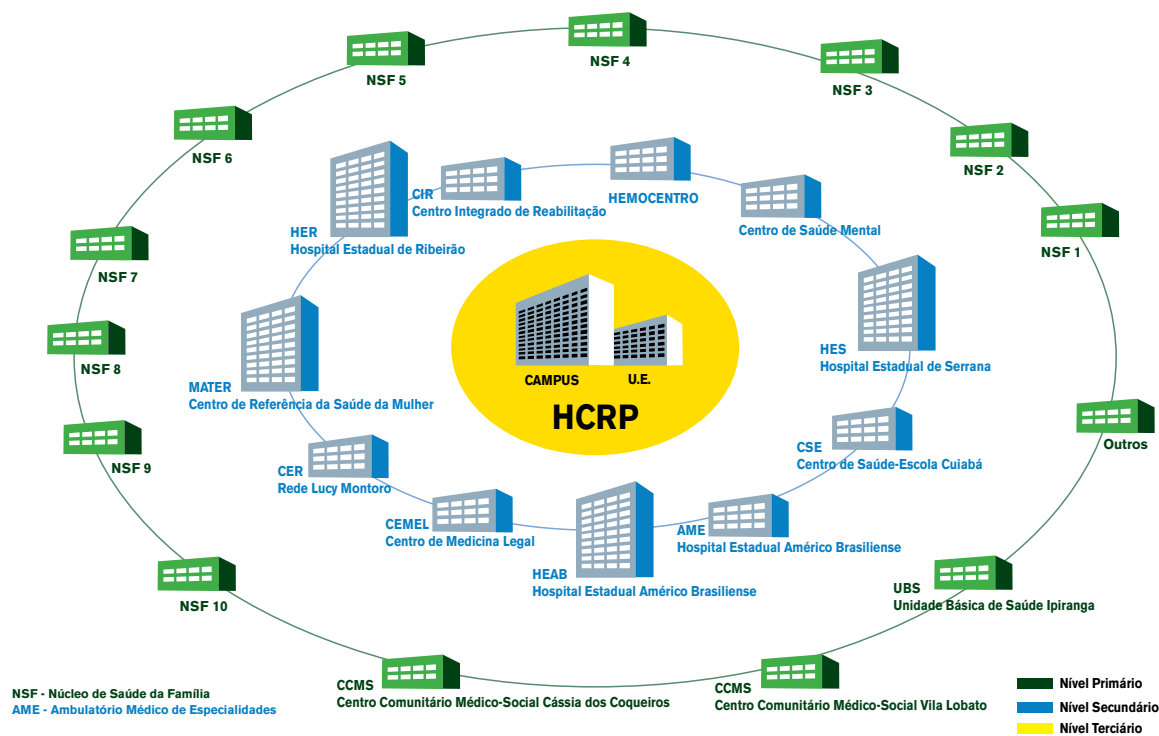 NSF 4
NSF 5
NSF 3
NSF 6
NSF 2
CIR
Centro Integrado de Reabilitação
HEMOCENTRO
Centro de Saúde Mental
HER
Hospital Estadual de Ribeirão
NSF 1
NSF 7
HES
Hospital Estadual de Serrana
NSF 8
CAMPUS
U.E.
HCRP
MATER
Centro de Referência da Saúde da Mulher
Outros
CSE
Centro de Saúde-Escola Cuiabá
NSF 9
CER
Rede Lucy Montoro
CEMEL
Centro de Medicina Legal
AME
Hospital Estadual Américo Brasiliense
HEAB
Hospital Estadual Américo Brasiliense
UBS
Unidade Básica de Saúde Ipiranga
NSF 10
CCMS
Centro Comunitário Médico-Social Cássia dos Coqueiros
CCMS
Centro Comunitário Médico-Social Vila Lobato
NSF - Núcleo de Saúde da Família
AME - Ambulatório Médico de Especialidades
Nível Primário
Nível Secundário
Nível Terciário